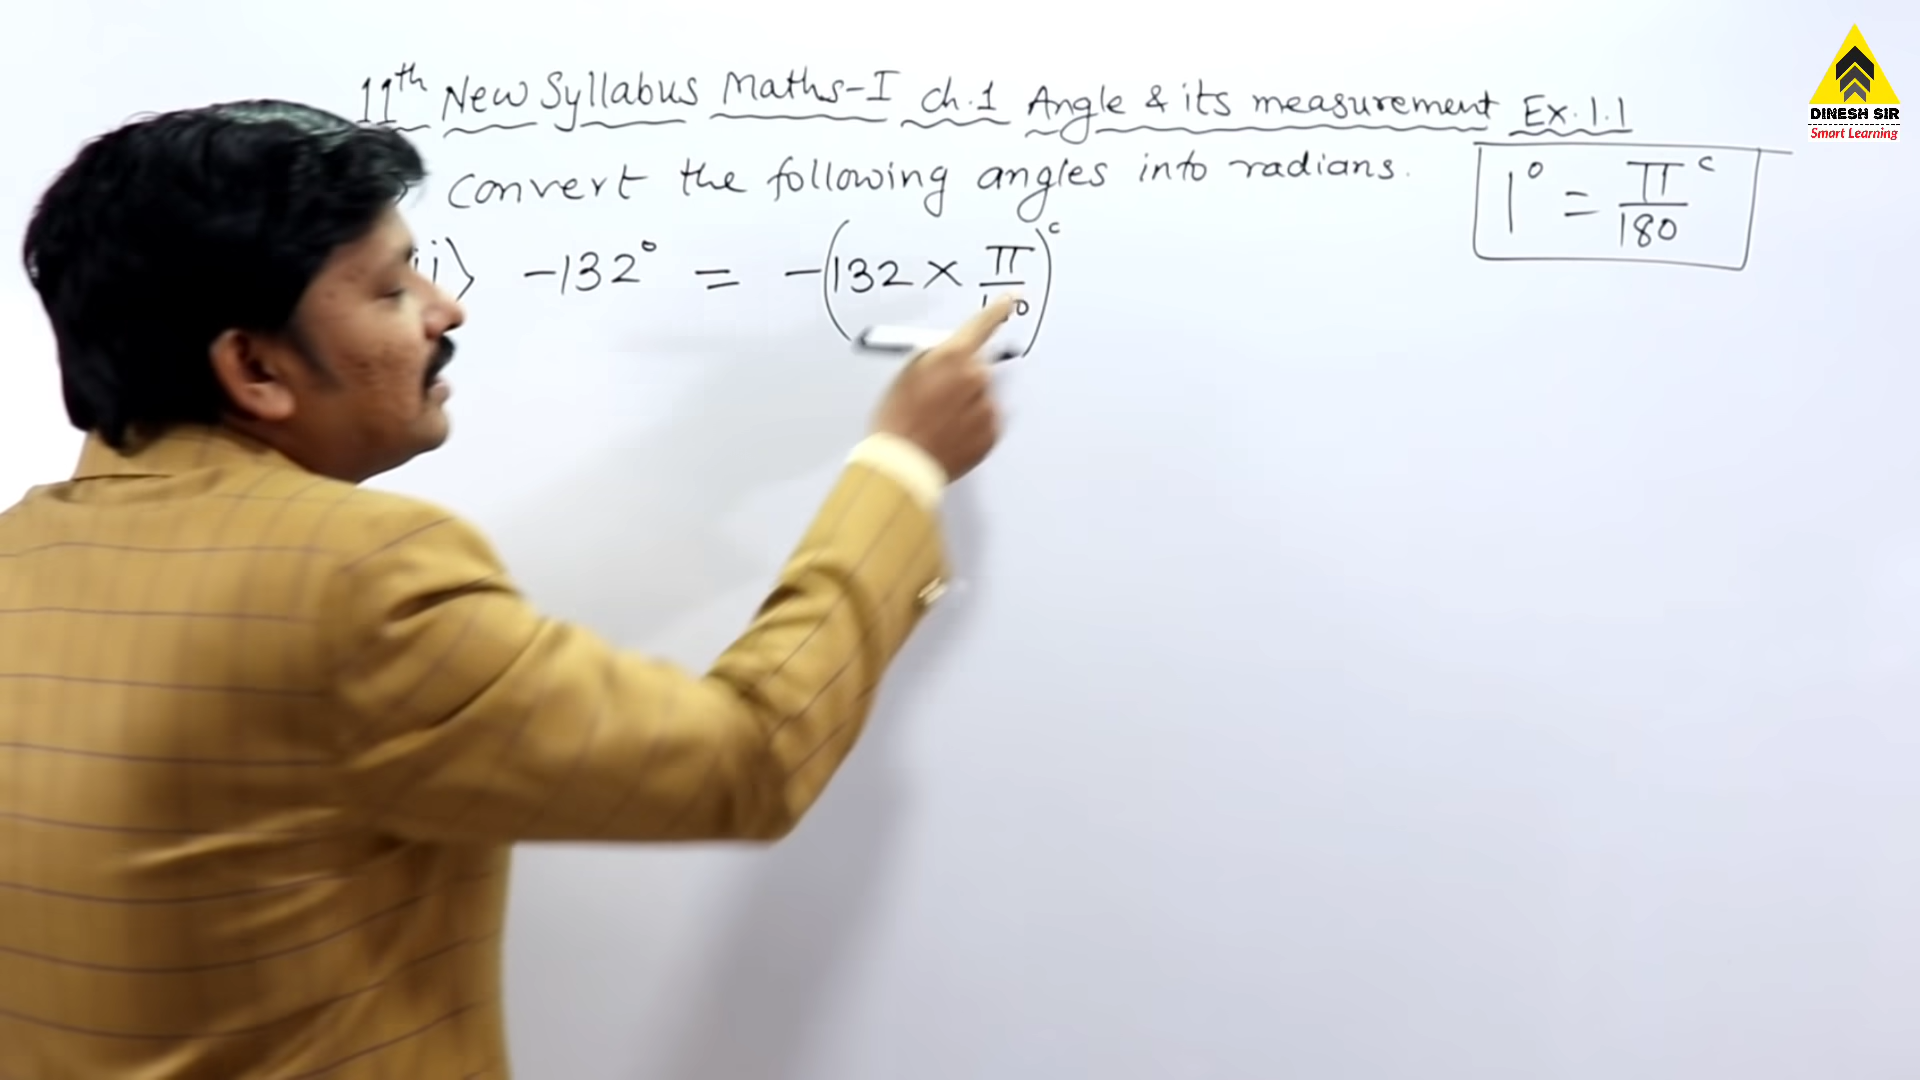 11th New Syllabus Maths-I ch.1 Angle & its measurement Ex.1.1
convert the following angles into radians.
1° = π/180 ᶜ
-132° = -(132 × π/180)ᶜ
DINESH SIR
Smart Learning